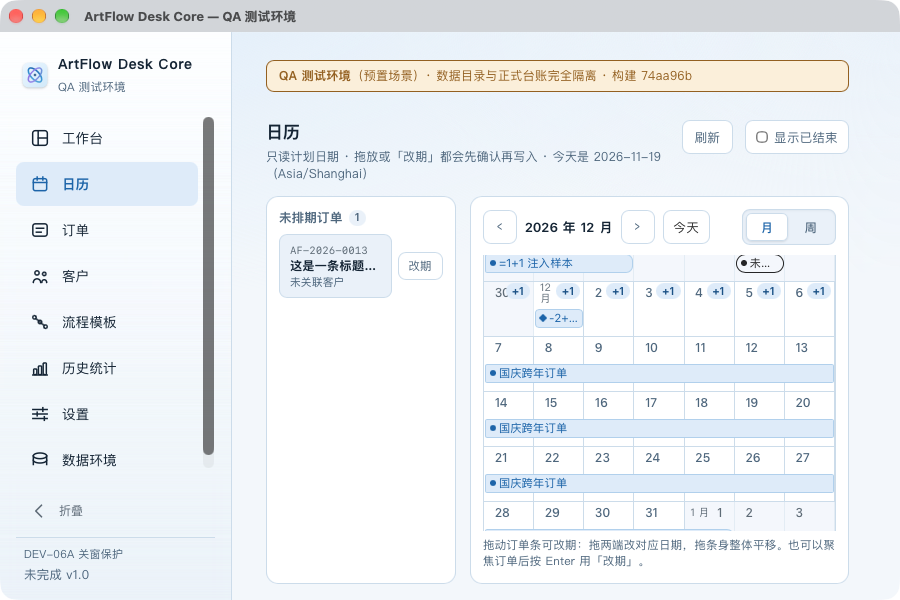 ArtFlow Desk Core — QA 测试环境
ArtFlow Desk Core
QA 测试环境
工作台
日历
订单
客户
流程模板
历史统计
设置
数据环境
折叠
DEV-06A 关窗保护
未完成 v1.0
QA 测试环境（预置场景）· 数据目录与正式台账完全隔离 · 构建 74aa96b
日历
只读计划日期 · 拖放或「改期」都会先确认再写入 · 今天是 2026-11-19
（Asia/Shanghai）
刷新
显示已结束
未排期订单 1
AF-2026-0013
这是一条标题...
未关联客户
改期
2026 年 12 月
今天
月
周
=1+1 注入样本
未...
30 +1
12月 +1
2 +1
3 +1
4 +1
5 +1
6 +1
-2+...
7 8 9 10 11 12 13
国庆跨年订单
14 15 16 17 18 19 20
国庆跨年订单
21 22 23 24 25 26 27
国庆跨年订单
28 29 30 31 1 月 1 2 3
拖动订单条可改期：拖两端改对应日期，拖条身整体平移。也可以聚
焦订单后按 Enter 用「改期」。